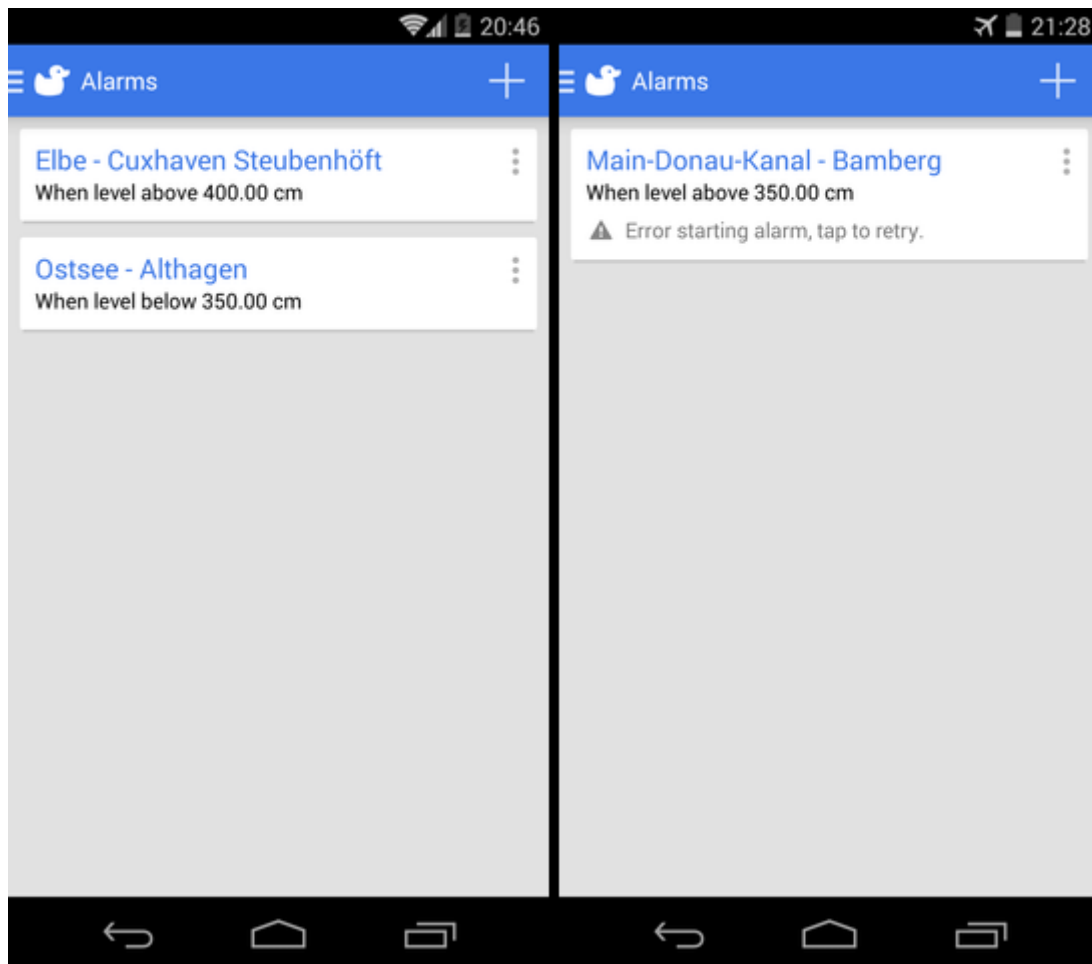 20:46
Alarms
Elbe - Cuxhaven Steubenhöft
When level above 400.00 cm
Ostsee - Althagen
When level below 350.00 cm
21:28
Alarms
Main-Donau-Kanal - Bamberg
When level above 350.00 cm
Error starting alarm, tap to retry.